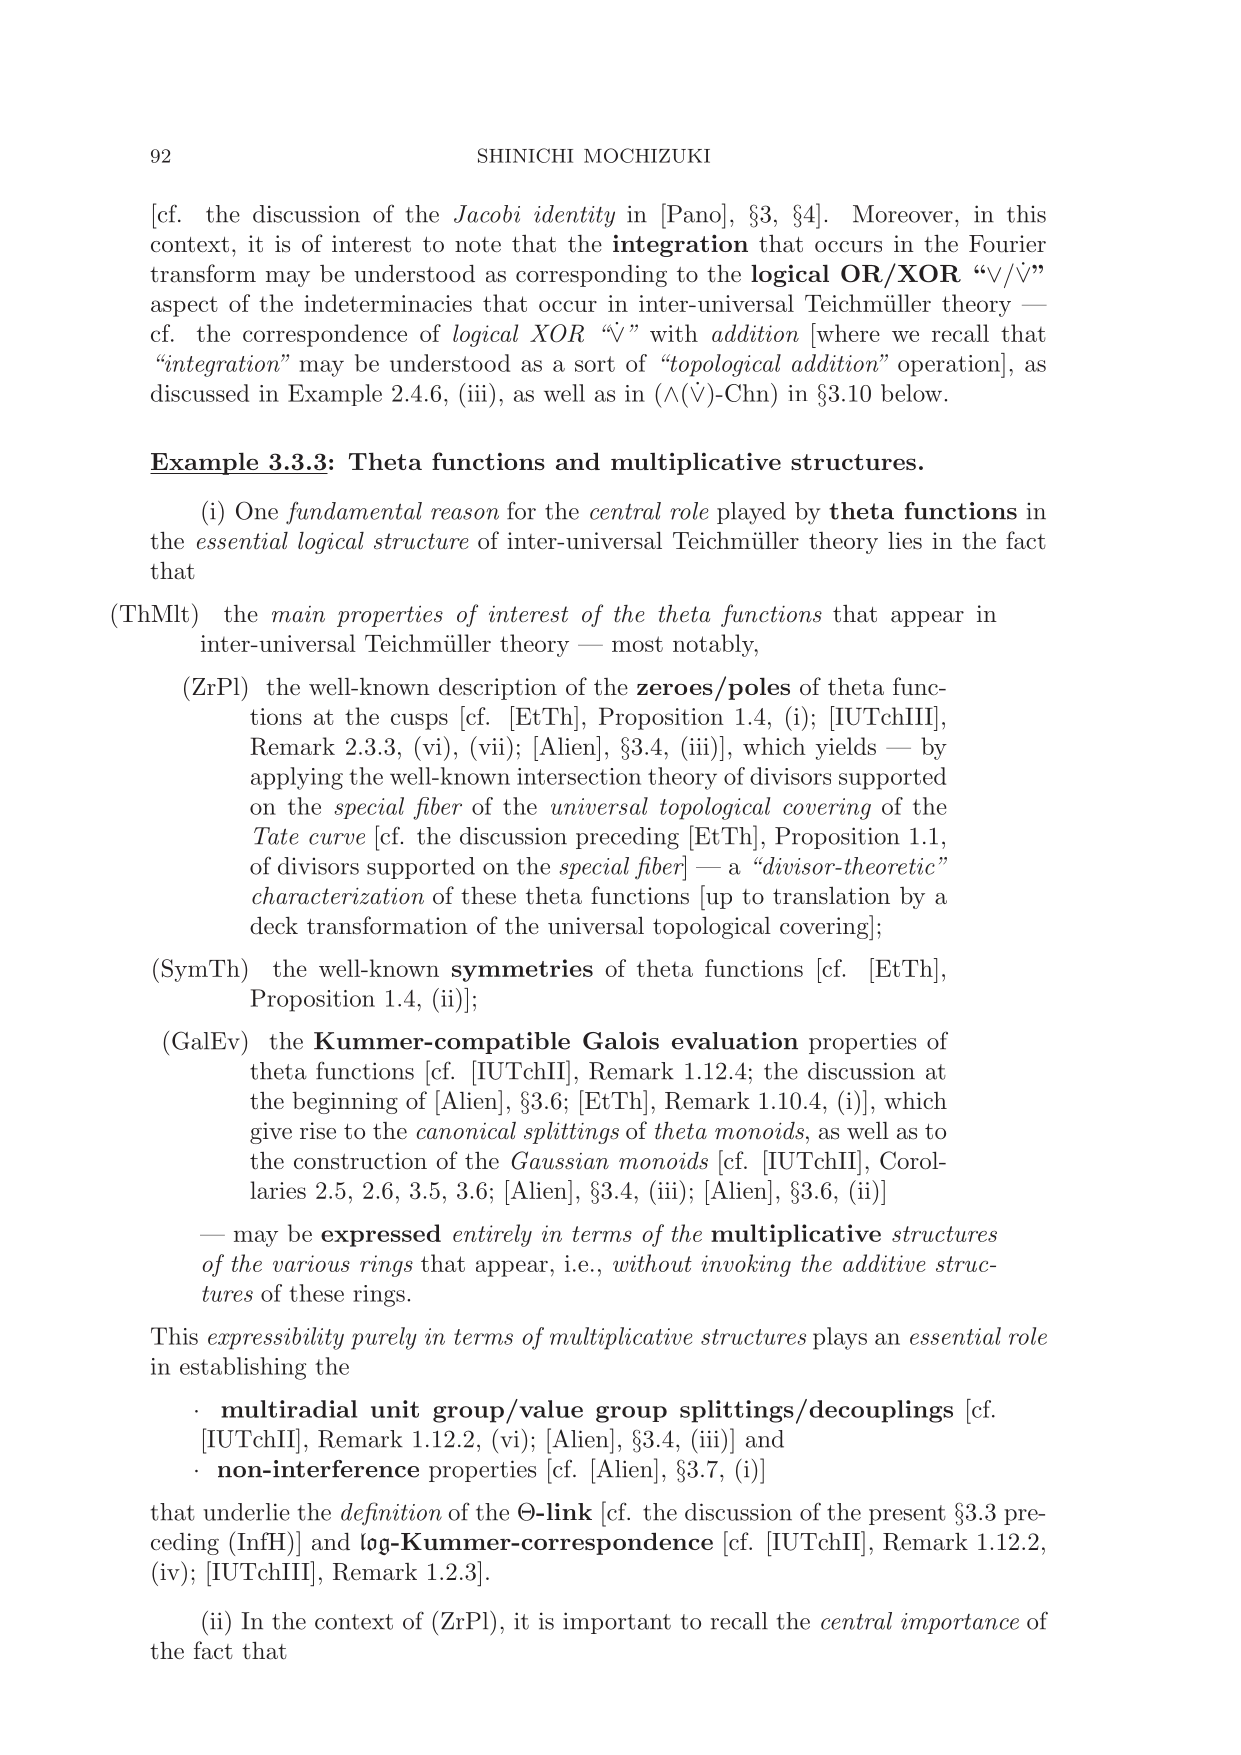 92 SHINICHI MOCHIZUKI
[cf. the discussion of the Jacobi identity in [Pano], §3, §4]. Moreover, in this
context, it is of interest to note that the integration that occurs in the Fourier
transform may be understood as corresponding to the logical OR/XOR “∨/∨̇”
aspect of the indeterminacies that occur in inter-universal Teichmüller theory —
cf. the correspondence of logical XOR “∨̇” with addition [where we recall that
“integration” may be understood as a sort of “topological addition” operation], as
discussed in Example 2.4.6, (iii), as well as in (∧(∨̇)-Chn) in §3.10 below.
Example 3.3.3: Theta functions and multiplicative structures.
(i) One fundamental reason for the central role played by theta functions in
the essential logical structure of inter-universal Teichmüller theory lies in the fact
that
(ThMlt) the main properties of interest of the theta functions that appear in
inter-universal Teichmüller theory — most notably,
(ZrPl) the well-known description of the zeroes/poles of theta func-
tions at the cusps [cf. [EtTh], Proposition 1.4, (i); [IUTchIII],
Remark 2.3.3, (vi), (vii); [Alien], §3.4, (iii)], which yields — by
applying the well-known intersection theory of divisors supported
on the special fiber of the universal topological covering of the
Tate curve [cf. the discussion preceding [EtTh], Proposition 1.1,
of divisors supported on the special fiber] — a “divisor-theoretic”
characterization of these theta functions [up to translation by a
deck transformation of the universal topological covering];
(SymTh) the well-known symmetries of theta functions [cf. [EtTh],
Proposition 1.4, (ii)];
(GalEv) the Kummer-compatible Galois evaluation properties of
theta functions [cf. [IUTchII], Remark 1.12.4; the discussion at
the beginning of [Alien], §3.6; [EtTh], Remark 1.10.4, (i)], which
give rise to the canonical splittings of theta monoids, as well as to
the construction of the Gaussian monoids [cf. [IUTchII], Corol-
laries 2.5, 2.6, 3.5, 3.6; [Alien], §3.4, (iii); [Alien], §3.6, (ii)]
— may be expressed entirely in terms of the multiplicative structures
of the various rings that appear, i.e., without invoking the additive struc-
tures of these rings.
This expressibility purely in terms of multiplicative structures plays an essential role
in establishing the
· multiradial unit group/value group splittings/decouplings [cf.
[IUTchII], Remark 1.12.2, (vi); [Alien], §3.4, (iii)] and
· non-interference properties [cf. [Alien], §3.7, (i)]
that underlie the definition of the Θ-link [cf. the discussion of the present §3.3 pre-
ceding (InfH)] and 𝔩𝔬𝔤-Kummer-correspondence [cf. [IUTchII], Remark 1.12.2,
(iv); [IUTchIII], Remark 1.2.3].
(ii) In the context of (ZrPl), it is important to recall the central importance of
the fact that